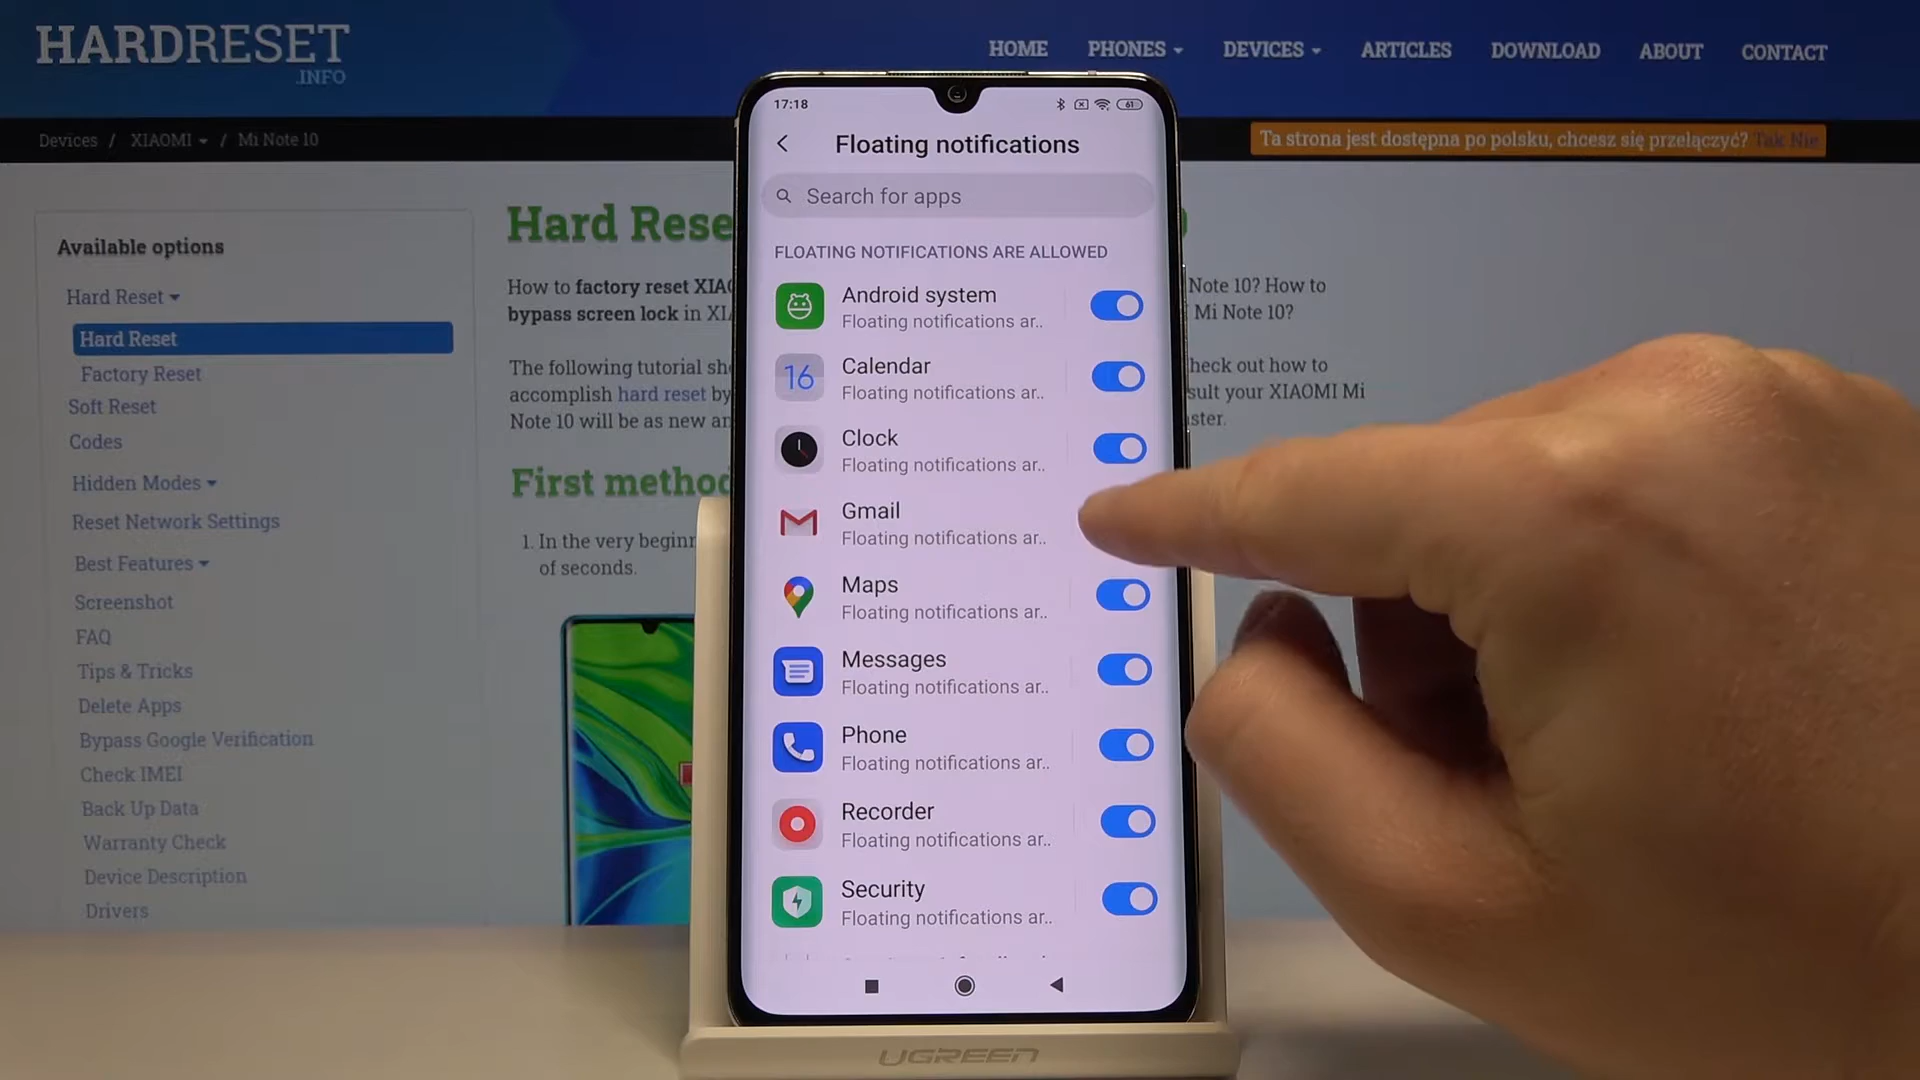 HARDRESET
.INFO
HOME PHONES DEVICES ARTICLES DOWNLOAD ABOUT CONTACT
Devices / XIAOMI / Mi Note 10
Ta strona jest dostępna po polsku, chcesz się przełączyć? Tak Nie
Available options
Hard Reset
Hard Reset
Factory Reset
Soft Reset
Codes
Hidden Modes
Reset Network Settings
Best Features
Screenshot
FAQ
Tips & Tricks
Delete Apps
Bypass Google Verification
Check IMEI
Back Up Data
Warranty Check
Device Description
Drivers
Hard Rese
How to factory reset XIA
Note 10? How to
bypass screen lock in XI
Mi Note 10?
The following tutorial sh
heck out how to
accomplish hard reset by
sult your XIAOMI Mi
Note 10 will be as new an
ster.
First method
1. In the very beginn
of seconds.
17:18
61
Floating notifications
Search for apps
FLOATING NOTIFICATIONS ARE ALLOWED
Android system
Floating notifications ar..
16
Calendar
Floating notifications ar..
Clock
Floating notifications ar..
Gmail
Floating notifications ar..
Maps
Floating notifications ar..
Messages
Floating notifications ar..
Phone
Floating notifications ar..
Recorder
Floating notifications ar..
Security
Floating notifications ar..
UGREEN